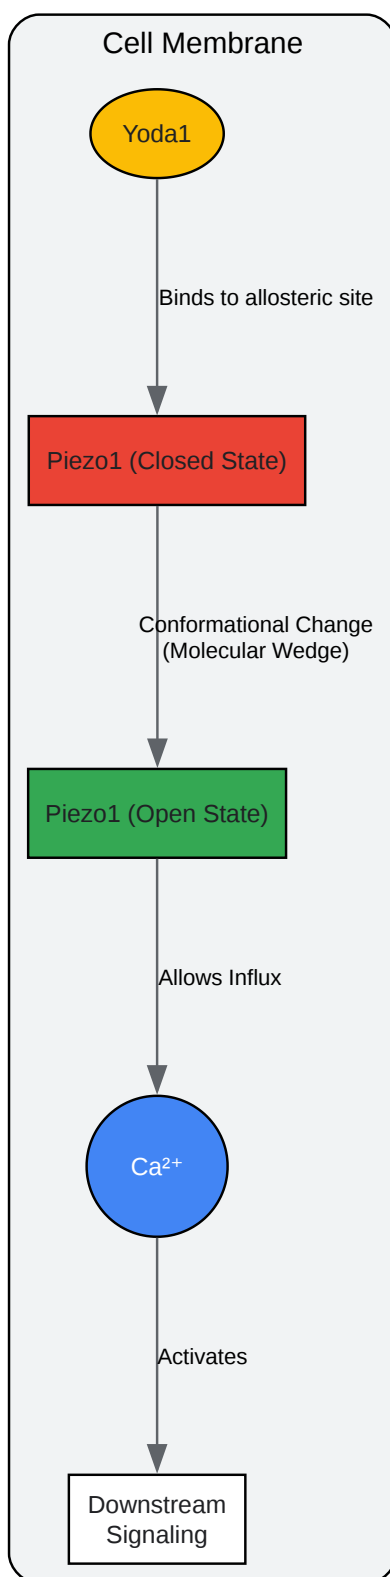 Cell Membrane
Yoda1
Binds to allosteric site
Piezo1 (Closed State)
Conformational Change
(Molecular Wedge)
Piezo1 (Open State)
Allows Influx
Ca²⁺
Activates
Downstream
Signaling